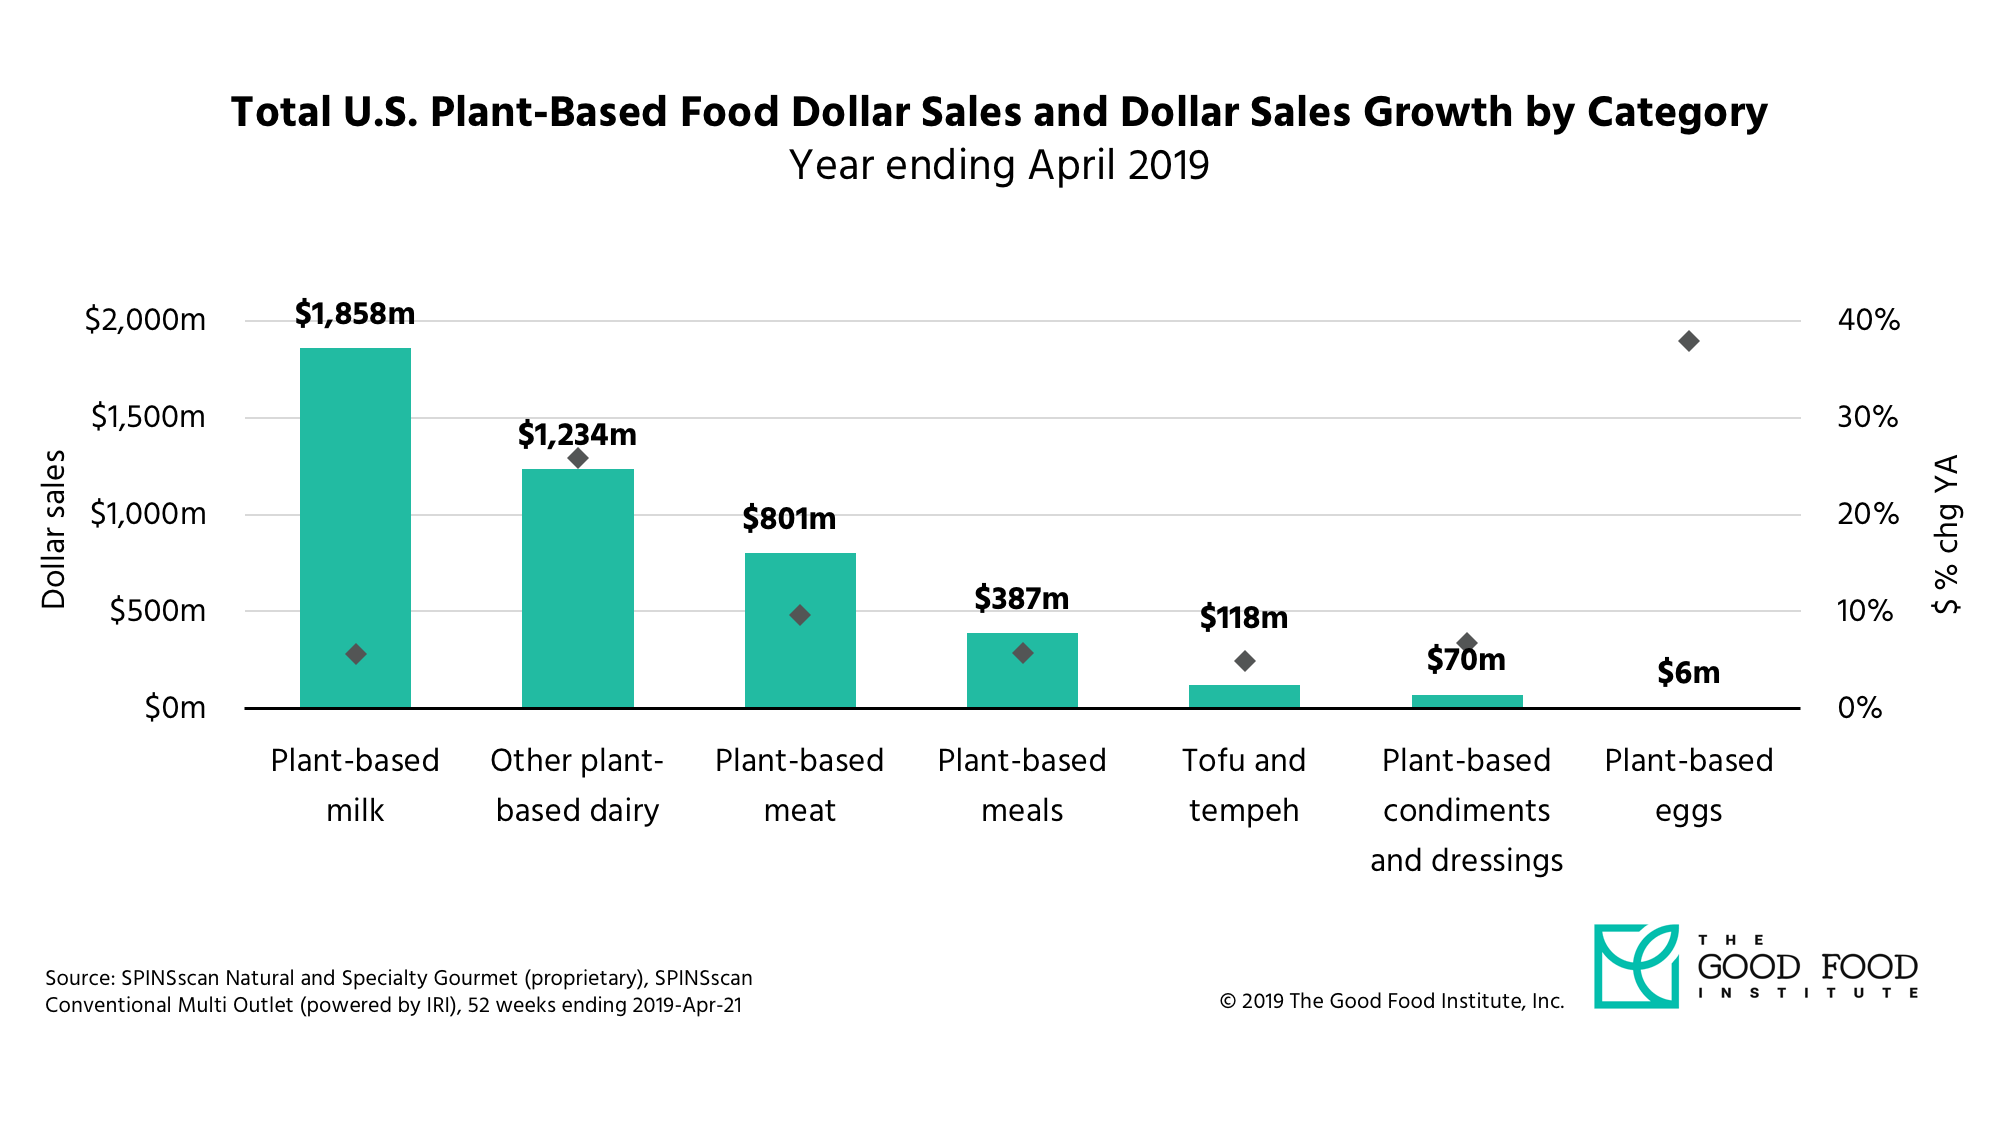 Total U.S. Plant-Based Food Dollar Sales and Dollar Sales Growth by Category
Year ending April 2019
Dollar sales
$2,000m
$1,500m
$1,000m
$500m
$0m
$1,858m
$1,234m
$801m
$387m
$118m
$70m
$6m
40%
30%
20%
10%
0%
$ % chg YA
Plant-based
milk
Other plant-
based dairy
Plant-based
meat
Plant-based
meals
Tofu and
tempeh
Plant-based
condiments
and dressings
Plant-based
eggs
Source: SPINSscan Natural and Specialty Gourmet (proprietary), SPINSscan
Conventional Multi Outlet (powered by IRI), 52 weeks ending 2019-Apr-21
© 2019 The Good Food Institute, Inc.
THE
GOOD FOOD
INSTITUTE